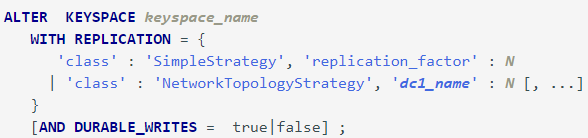 ALTER  KEYSPACE keyspace_name
WITH REPLICATION = {
'class' : 'SimpleStrategy', 'replication_factor' : N
| 'class' : 'NetworkTopologyStrategy', 'dc1_name' : N [, ...]
}
[AND DURABLE_WRITES =  true|false] ;